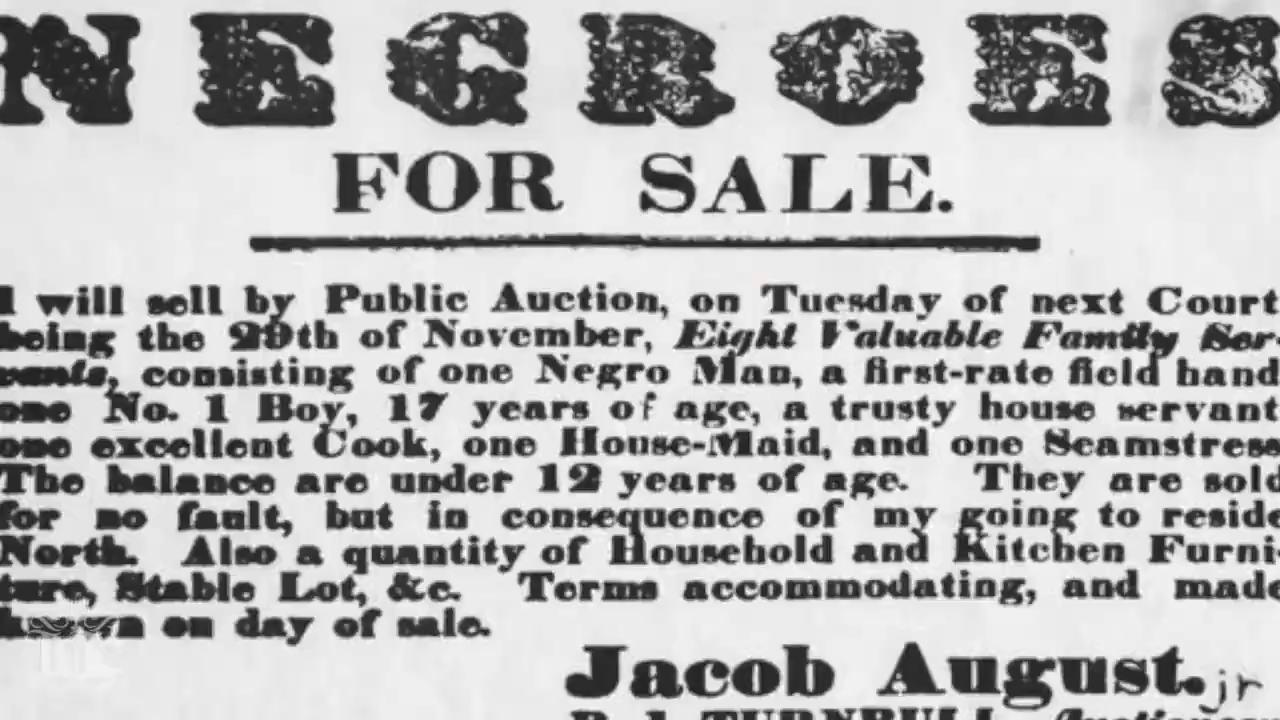 NEGROES
FOR SALE.
I will sell by Public Auction, on Tuesday of next Court
being the 29th of November, Eight Valuable Family Ser-
vants, consisting of one Negro Man, a first-rate field hand
one No. 1 Boy, 17 years of age, a trusty house servant
one excellent Cook, one House-Maid, and one Seamstress
The balance are under 12 years of age. They are sold
for no fault, but in consequence of my going to reside
North. Also a quantity of Household and Kitchen Furni-
ture, Stable Lot, &c. Terms accommodating, and made
known on day of sale.
Jacob August. jr
TURNBULL, Auctioneer